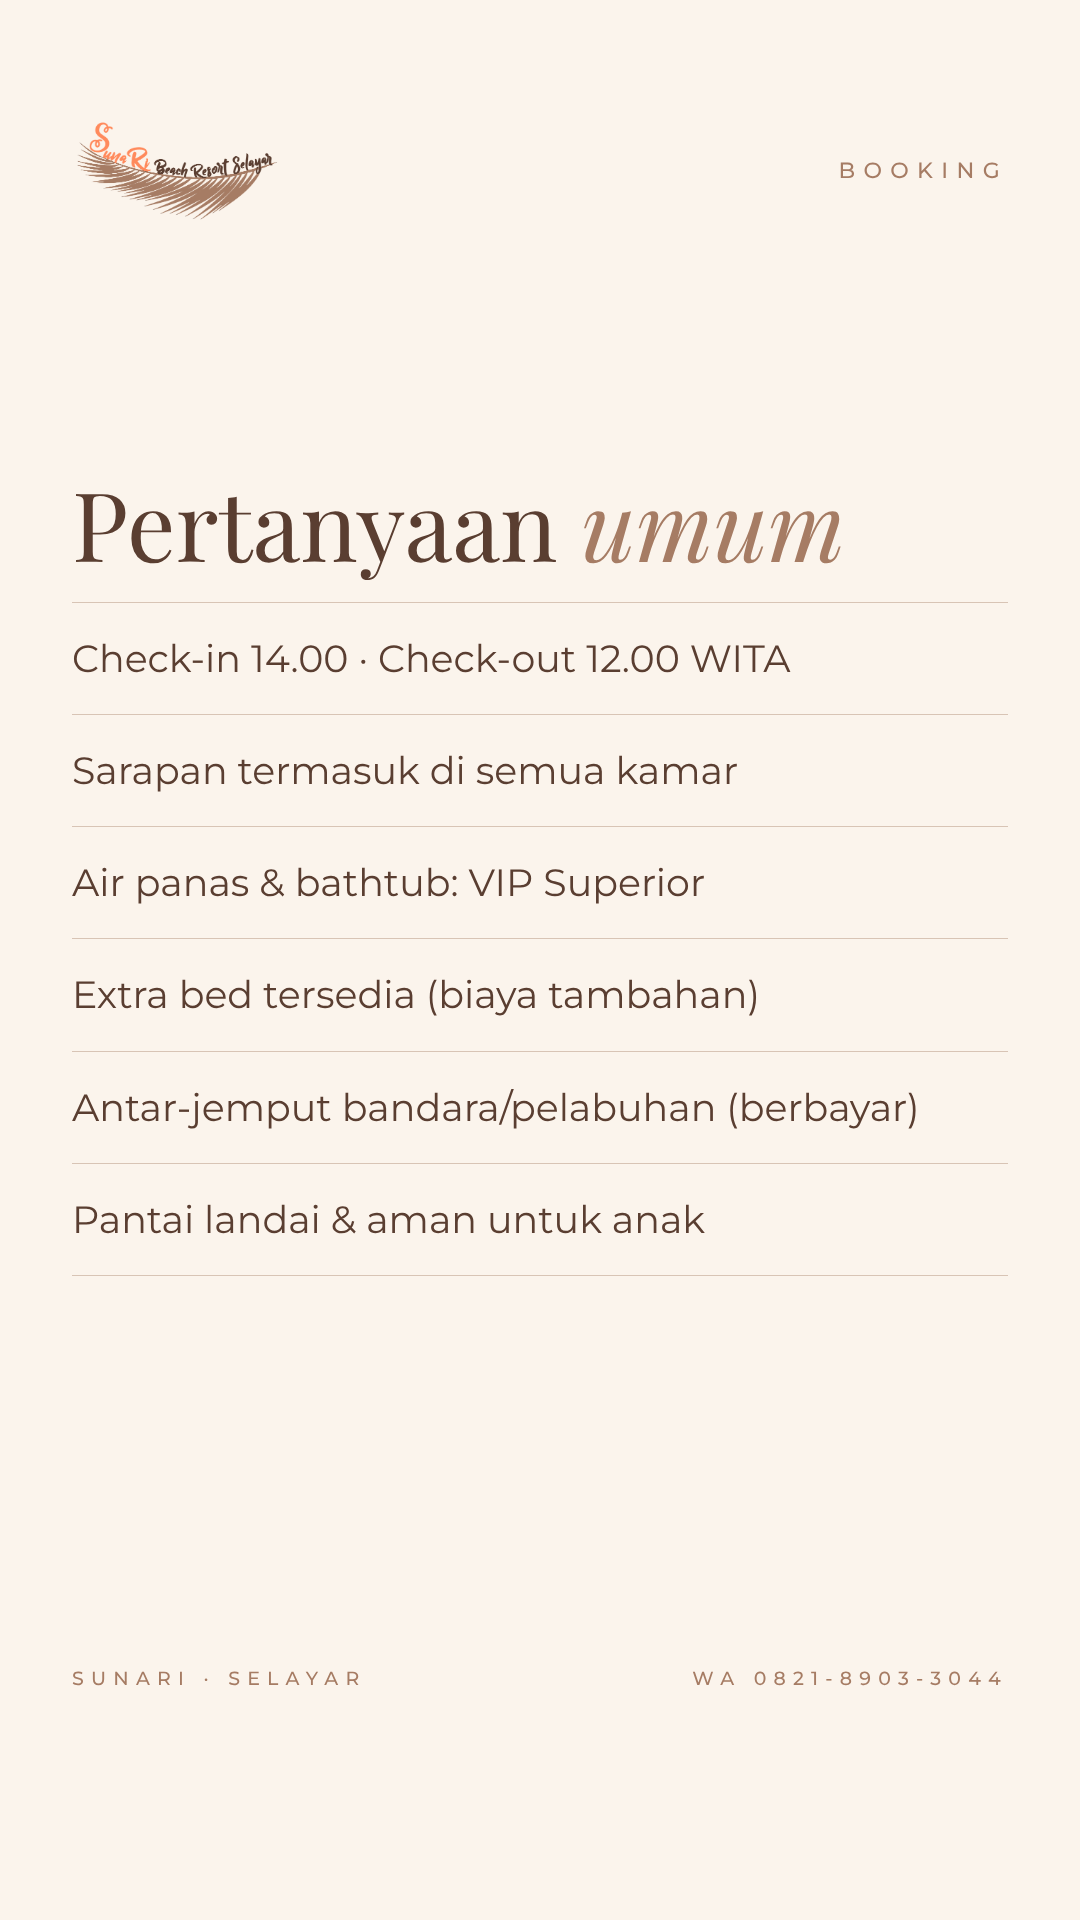 SunaRi Beach Resort Selayar
BOOKING
Pertanyaan umum
Check-in 14.00 · Check-out 12.00 WITA
Sarapan termasuk di semua kamar
Air panas & bathtub: VIP Superior
Extra bed tersedia (biaya tambahan)
Antar-jemput bandara/pelabuhan (berbayar)
Pantai landai & aman untuk anak
SUNARI · SELAYAR
WA 0821-8903-3044